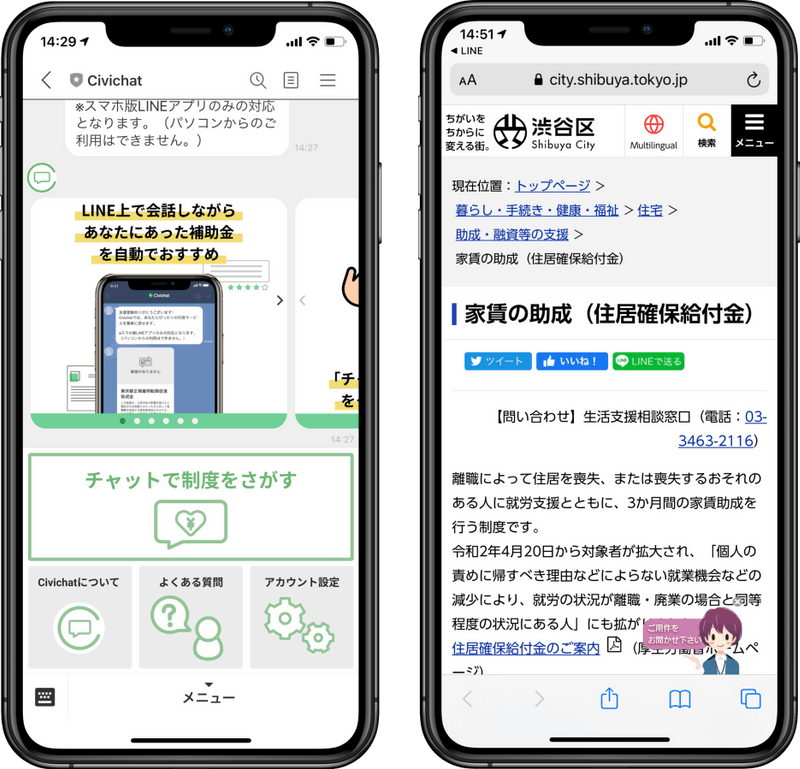 14:29
Civichat
※スマホ版LINEアプリのみの対応
となります。（パソコンからのご
利用はできません。）
14:27
LINE上で会話しながら
あなたにあった補助金
を自動でおすすめ
Civichat
「チ
を
14:27
チャットで制度をさがす
Civichatについて
よくある質問
アカウント設定
メニュー
14:51
LINE
AA
city.shibuya.tokyo.jp
ちがいを
ちからに
変える街。
渋谷区
Shibuya City
Multilingual
検索
メニュー
現在位置：トップページ ＞
暮らし・手続き・健康・福祉 ＞ 住宅 ＞
助成・融資等の支援 ＞
家賃の助成（住居確保給付金）
家賃の助成（住居確保給付金）
ツイート
いいね！
LINEで送る
【問い合わせ】生活支援相談窓口（電話：03-
3463-2116）
離職によって住居を喪失、または喪失するおそれの
ある人に就労支援とともに、3か月間の家賃助成を
行う制度です。
令和2年4月20日から対象者が拡大され、「個人の
責めに帰すべき理由などによらない就業機会などの
減少により、就労の状況が離職・廃業の場合と同等
程度の状況にある人」にも拡が
ご用件を
お聞かせ下さい
住居確保給付金のご案内（厚生労働省ホームペ
ージ）